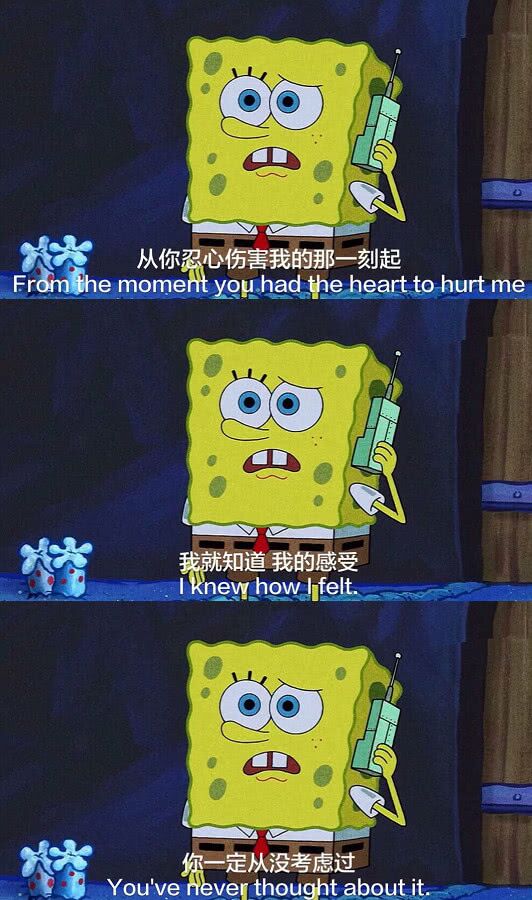 从你忍心伤害我的那一刻起
From the moment you had the heart to hurt me
我就知道 我的感受
I knew how I felt.
你一定从没考虑过
You've never thought about it.